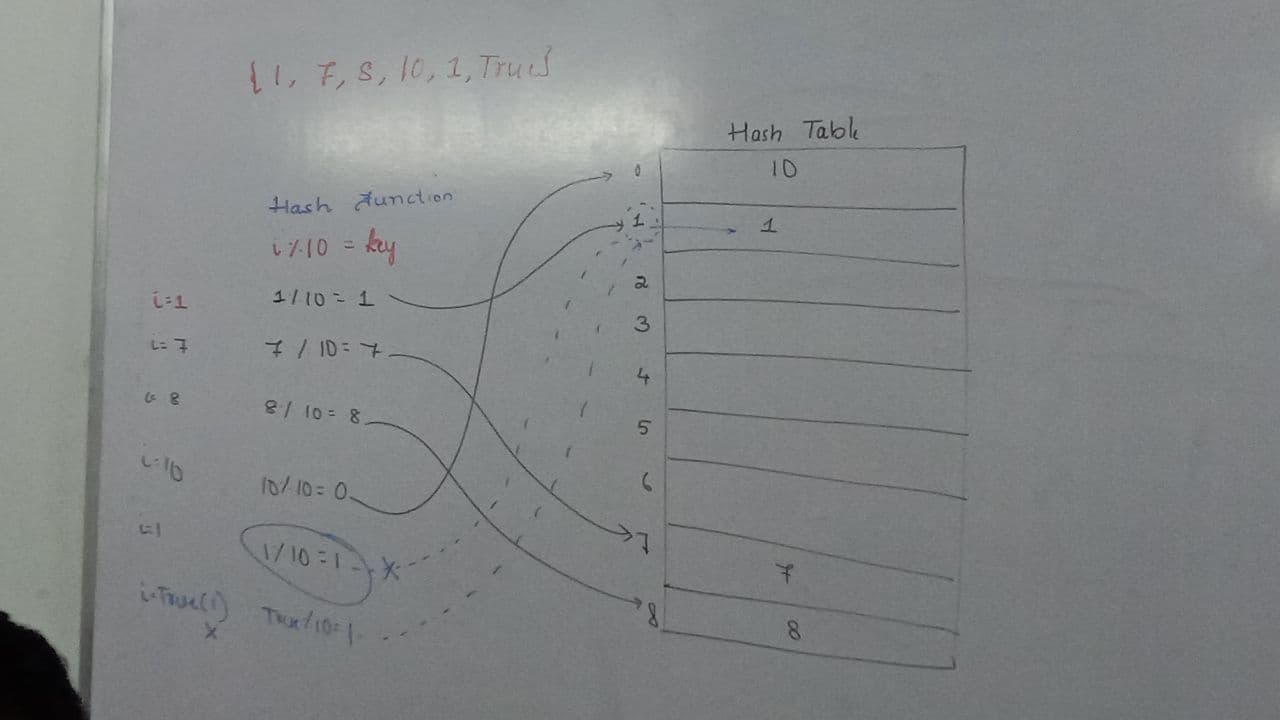 {1, 7, 8, 10, 1, True}
Hash Table
0 10
Hash function
1 1
i%10 = key
2
i=1 1/10 = 1
3
i=7 7/10 = 7
4
i=8 8/10 = 8
5
i=10 10/10 = 0
6
i=1 1/10 = 1 x
7 7
i=True(1) True/10=1
x
8 8